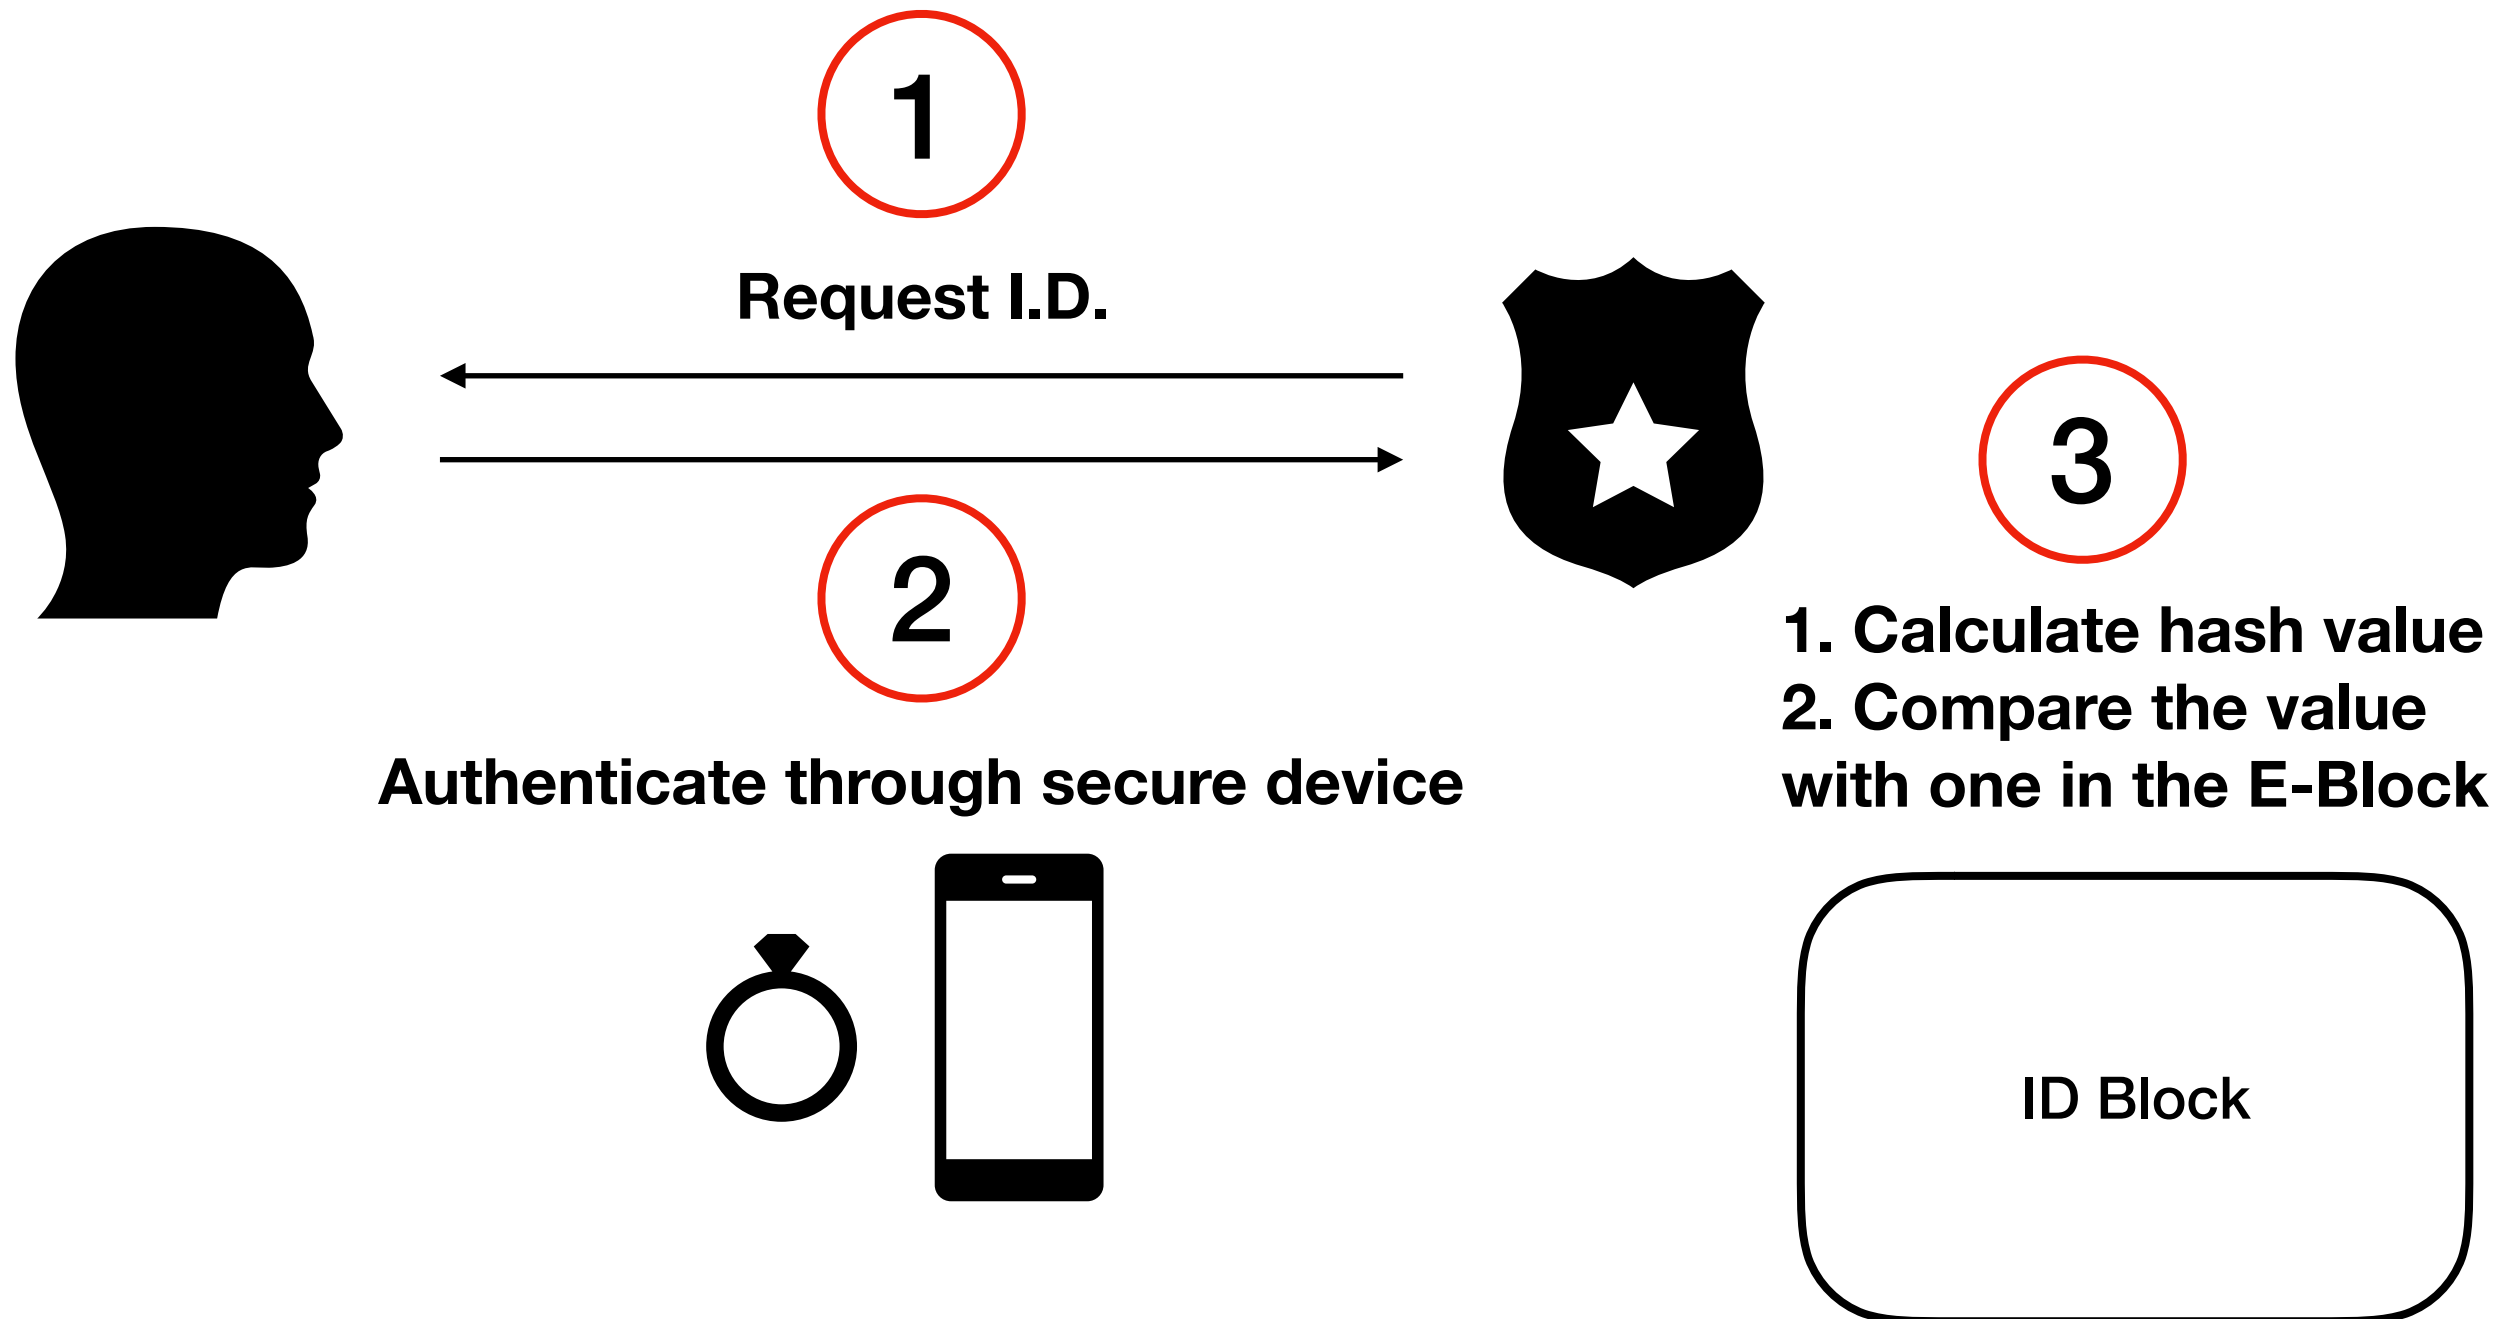 1
Request I.D.
2
Authenticate through secure device
3
1. Calculate hash value
2. Compare the value
with one in the E-Block
ID Block